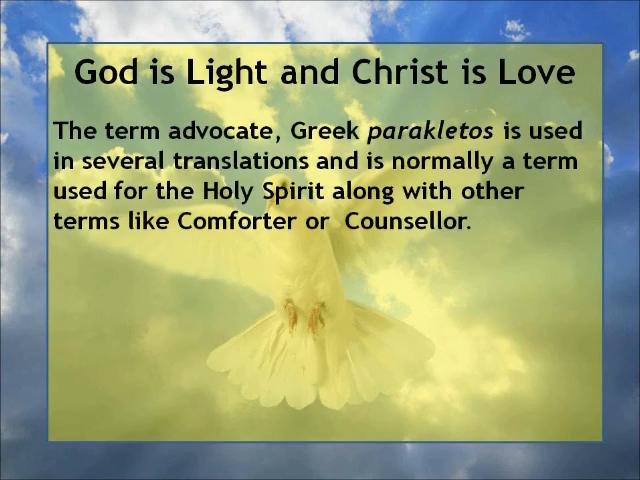 God is Light and Christ is Love
The term advocate, Greek parakletos is used
in several translations and is normally a term
used for the Holy Spirit along with other
terms like Comforter or  Counsellor.